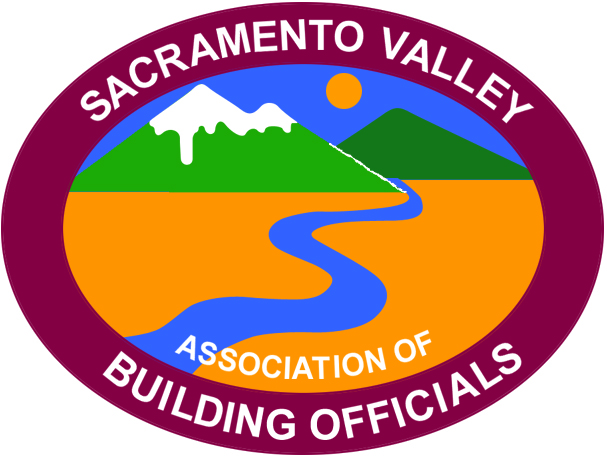 SACRAMENTO VALLEY
ASSOCIATION OF
BUILDING OFFICIALS